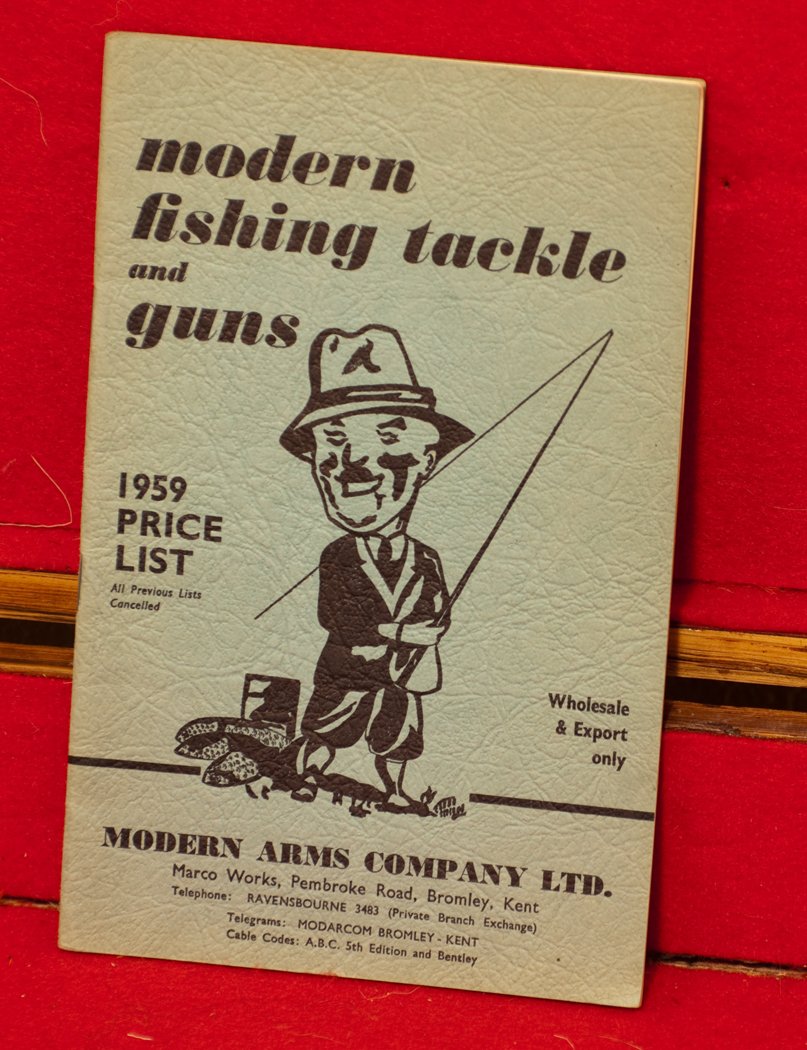 modern
fishing tackle
and
guns
1959
PRICE
LIST
All Previous Lists
Cancelled
Wholesale
& Export
only
MODERN ARMS COMPANY LTD.
Marco Works, Pembroke Road, Bromley, Kent
Telephone: RAVENSBOURNE 3483 (Private Branch Exchange)
Telegrams: MODARCOM BROMLEY - KENT
Cable Codes: A.B.C. 5th Edition and Bentley